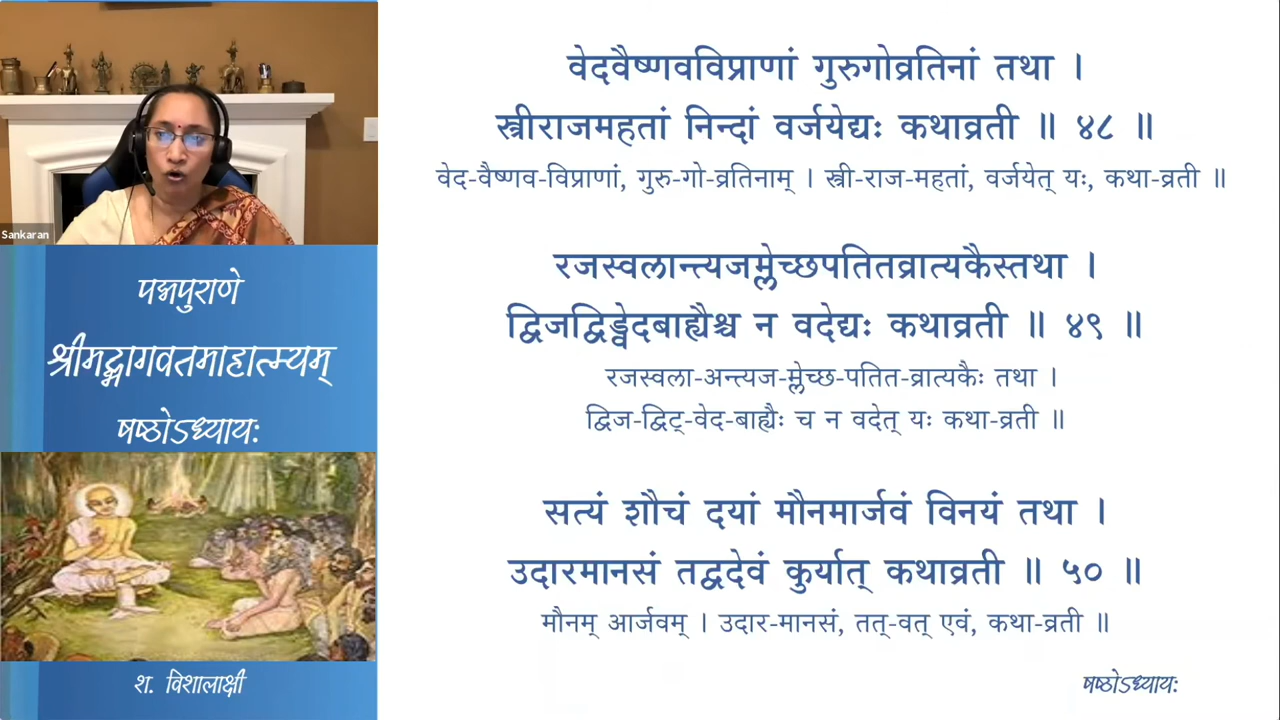 वेदवैष्णवविप्राणां गुरुगोव्रतिनां तथा ।
स्त्रीराजमहतां निन्दां वर्जयेद्यः कथाव्रती ॥ ४८ ॥
वेद-वैष्णव-विप्राणां, गुरु-गो-व्रतिनाम् । स्त्री-राज-महतां, वर्जयेत् यः, कथा-व्रती ॥
रजस्वलान्त्यजम्लेच्छपतितव्रात्यकैस्तथा ।
द्विजद्विड्वेदबाह्यैश्च न वदेद्यः कथाव्रती ॥ ४९ ॥
रजस्वला-अन्त्यज-म्लेच्छ-पतित-व्रात्यकैः तथा ।
द्विज-द्विट्-वेद-बाह्यैः च न वदेत् यः कथा-व्रती ॥
सत्यं शौचं दयां मौनमार्जवं विनयं तथा ।
उदारमानसं तद्वदेवं कुर्यात् कथाव्रती ॥ ५० ॥
मौनम् आर्जवम् । उदार-मानसं, तत्-वत् एवं, कथा-व्रती ॥
षष्ठोऽध्यायः
Sankaran
पद्मपुराणे
श्रीमद्भागवतमाहात्म्यम्
षष्ठोऽध्यायः
श. विशालाक्षी